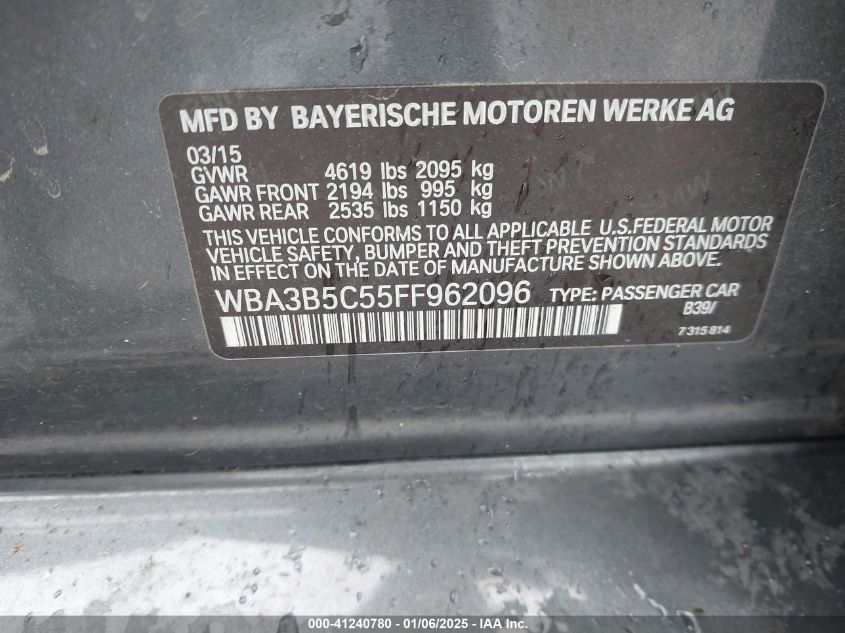 MFD BY BAYERISCHE MOTOREN WERKE AG
03/15
GVWR 4619 lbs 2095 kg
GAWR FRONT 2194 lbs 995 kg
GAWR REAR 2535 lbs 1150 kg
THIS VEHICLE CONFORMS TO ALL APPLICABLE U.S.FEDERAL MOTOR
VEHICLE SAFETY, BUMPER AND THEFT PREVENTION STANDARDS
IN EFFECT ON THE DATE OF MANUFACTURE SHOWN ABOVE.
WBA3B5C55FF962096 TYPE: PASSENGER CAR
B39/
7 315 814
000-41240780 - 01/06/2025 - IAA Inc.